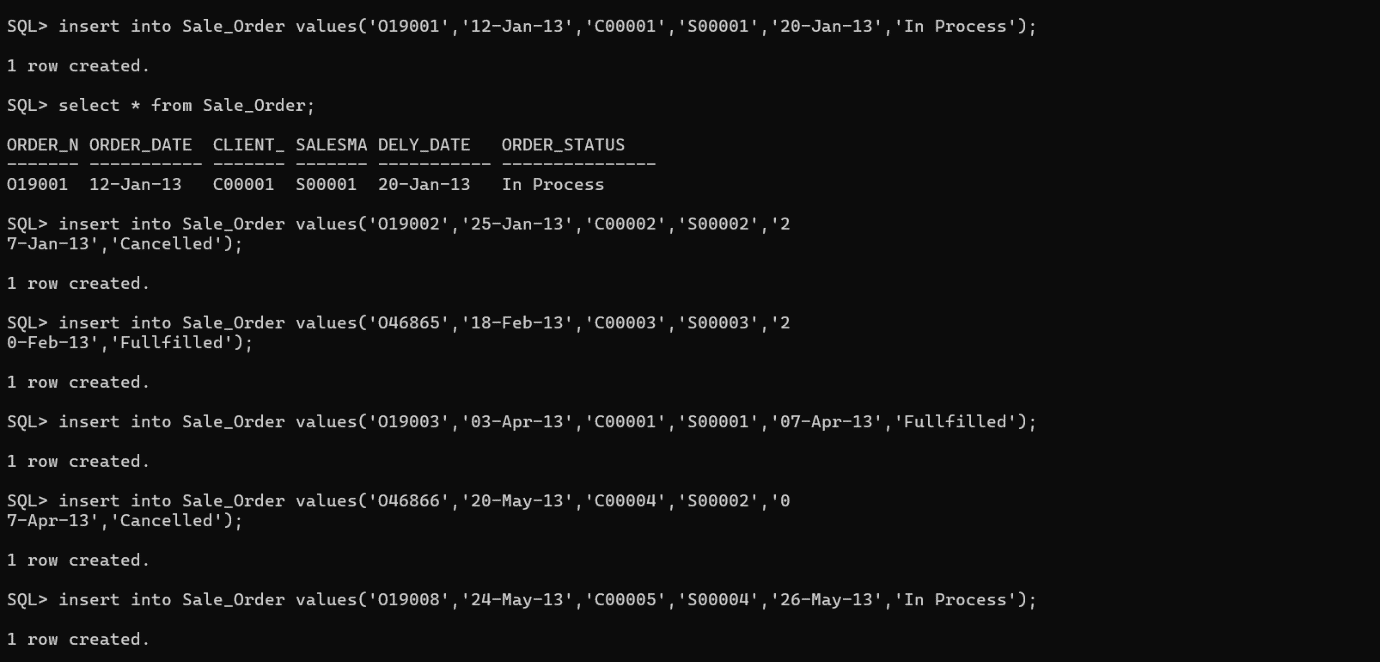 SQL> insert into Sale_Order values('O19001','12-Jan-13','C00001','S00001','20-Jan-13','In Process');
1 row created.
SQL> select * from Sale_Order;
ORDER_N ORDER_DATE  CLIENT_ SALESMA DELY_DATE   ORDER_STATUS
------- ----------- ------- ------- ----------- ---------------
O19001  12-Jan-13   C00001  S00001  20-Jan-13   In Process
SQL> insert into Sale_Order values('O19002','25-Jan-13','C00002','S00002','2
7-Jan-13','Cancelled');
1 row created.
SQL> insert into Sale_Order values('O46865','18-Feb-13','C00003','S00003','2
0-Feb-13','Fullfilled');
1 row created.
SQL> insert into Sale_Order values('O19003','03-Apr-13','C00001','S00001','07-Apr-13','Fullfilled');
1 row created.
SQL> insert into Sale_Order values('O46866','20-May-13','C00004','S00002','0
7-Apr-13','Cancelled');
1 row created.
SQL> insert into Sale_Order values('O19008','24-May-13','C00005','S00004','26-May-13','In Process');
1 row created.